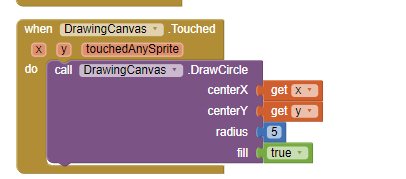 when DrawingCanvas .Touched
x y touchedAnySprite
do call DrawingCanvas .DrawCircle
centerX get x
centerY get y
radius 5
fill true